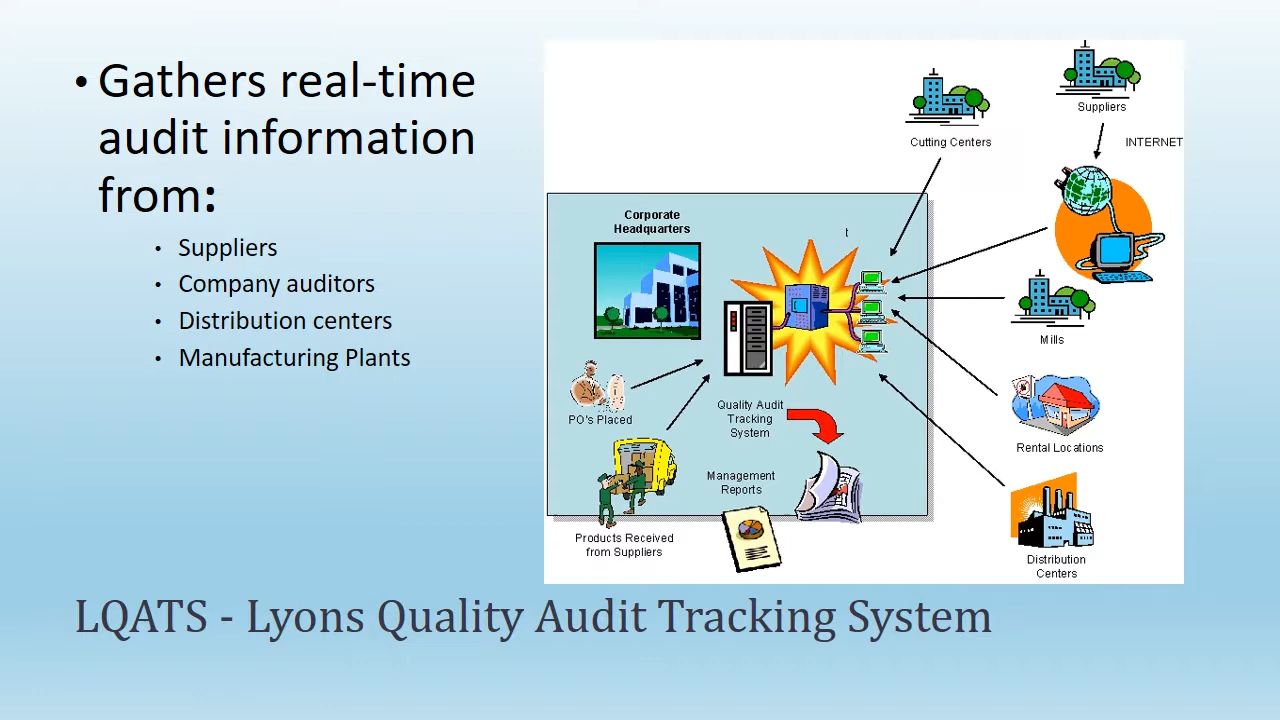 • Gathers real-time
audit information
from:
• Suppliers
• Company auditors
• Distribution centers
• Manufacturing Plants
Suppliers
Cutting Centers
INTERNET
Corporate
Headquarters
t
Mills
PO's Placed
Quality Audit
Tracking
System
Rental Locations
Management
Reports
Products Received
from Suppliers
Distribution
Centers
LQATS - Lyons Quality Audit Tracking System